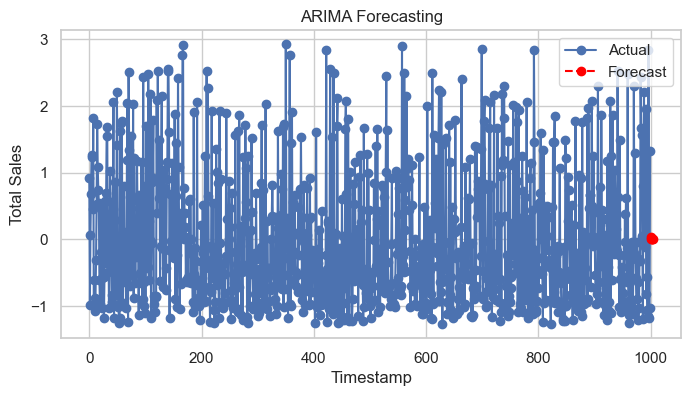 ARIMA Forecasting
Actual
Forecast
3
2
1
0
−1
Total Sales
0
200
400
600
800
1000
Timestamp